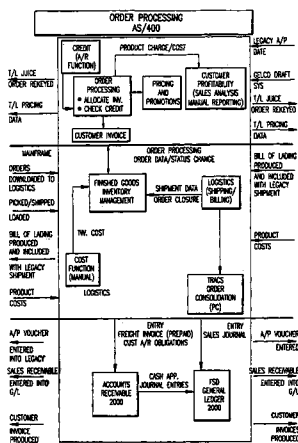 ORDER PROCESSING
AS/400
CREDIT
(A/R
FUNCTION)
PRODUCT CHARGE/COST
LEGACY A/P
DATE
T/L JUICE
ORDER REKEYED
ORDER
PROCESSING
ALLOCATE INV.
CHECK CREDIT
PRICING
AND
PROMOTIONS
CUSTOMER
PROFITABILITY
(SALES ANALYSIS
MANUAL REPORTING)
GELCO DRAFT
SYS
T/L JUICE
ORDER REKEYED
T/L PRICING
DATA
T/L PRICING
DATA
CUSTOMER INVOICE
MAINFRAME
ORDER PROCESSING
ORDER DATA/STATUS CHANGE
ORDERS
DOWNLOADED TO
LOGISTICS
PICKED/SHIPPED
LOADED
FINISHED GOODS
INVENTORY
MANAGEMENT
SHIPMENT DATA
ORDER CLOSURE
LOGISTICS
(SHIPPING/
BILLING)
BILL OF LADING
PRODUCED
AND INCLUDED
WITH LEGACY
SHIPMENT
BILL OF LADING
PRODUCED
AND INCLUDED
WITH LEGACY
SHIPMENT
INV. COST
COST
FUNCTION
(MANUAL)
LOGISTICS
PRODUCT
COSTS
TRACS
ORDER
CONSOLIDATION
(PC)
PRODUCT
COSTS
A/P VOUCHER
ENTERED
INTO LEGACY
ENTRY
FREIGHT INVOICE (PREPAID)
CUST A/R OBLIGATIONS
ENTRY
SALES JOURNAL
A/P VOUCHER
ENTERED
SALES RECEIVABLE
ENTERED INTO
G/L
ACCOUNTS
RECEIVABLE
2000
CASH APP.
JOURNAL ENTRIES
FSD
GENERAL
LEDGER 2000
SALES RECEIVABLE
ENTERED INTO
CUSTOMER
INVOICE
PRODUCED
CUSTOMER
INVOICES
PRODUCED